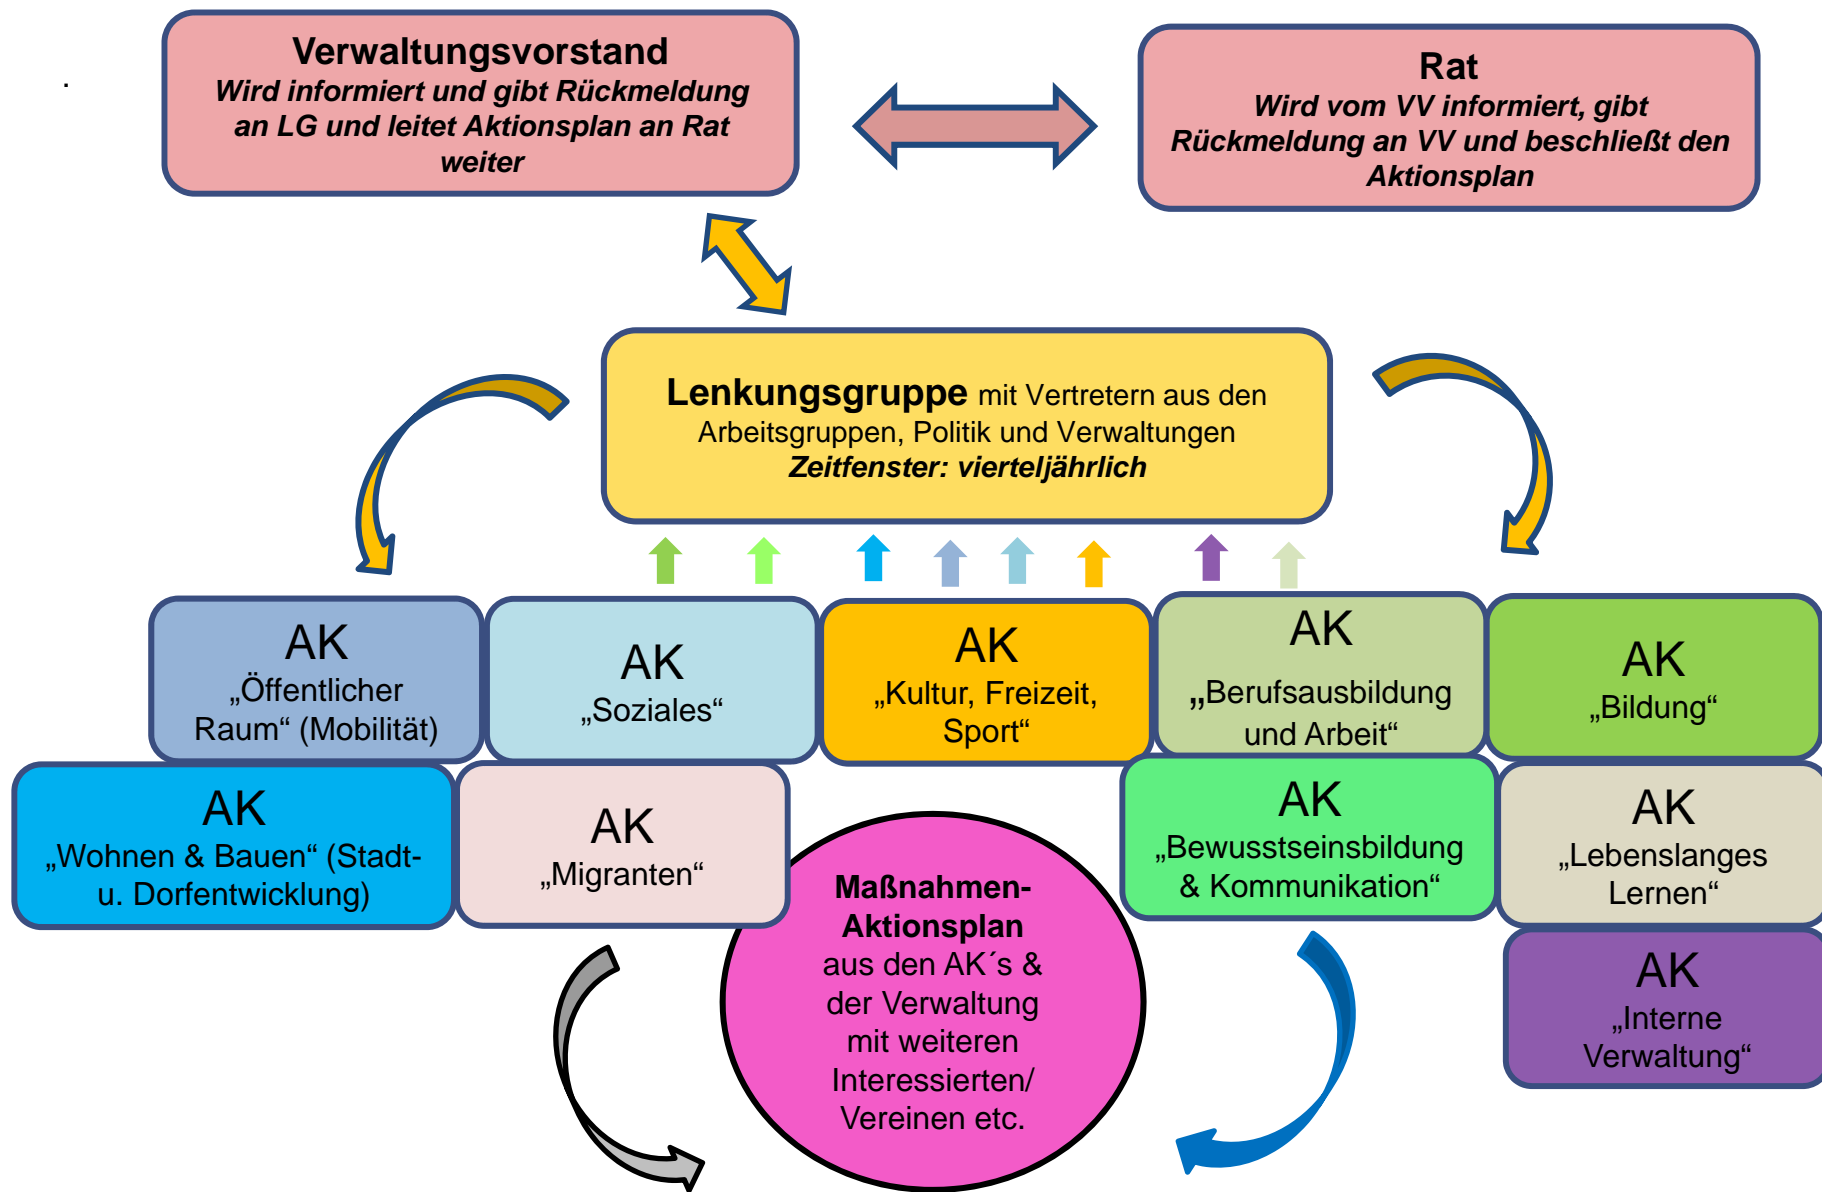 Verwaltungsvorstand
Wird informiert und gibt Rückmeldung
an LG und leitet Aktionsplan an Rat
weiter
Rat
Wird vom VV informiert, gibt
Rückmeldung an VV und beschließt den
Aktionsplan
.
Lenkungsgruppe mit Vertretern aus den
Arbeitsgruppen, Politik und Verwaltungen
Zeitfenster: vierteljährlich
AK
„Öffentlicher
Raum“ (Mobilität)
AK
„Soziales“
AK
„Kultur, Freizeit,
Sport“
AK
„Berufsausbildung
und Arbeit“
AK
„Bildung“
AK
„Wohnen & Bauen“ (Stadt-
u. Dorfentwicklung)
AK
„Migranten“
AK
„Bewusstseinsbildung
& Kommunikation“
AK
„Lebenslanges
Lernen“
Maßnahmen-
Aktionsplan
aus den AK´s &
der Verwaltung
mit weiteren
Interessierten/
Vereinen etc.
AK
„Interne
Verwaltung“